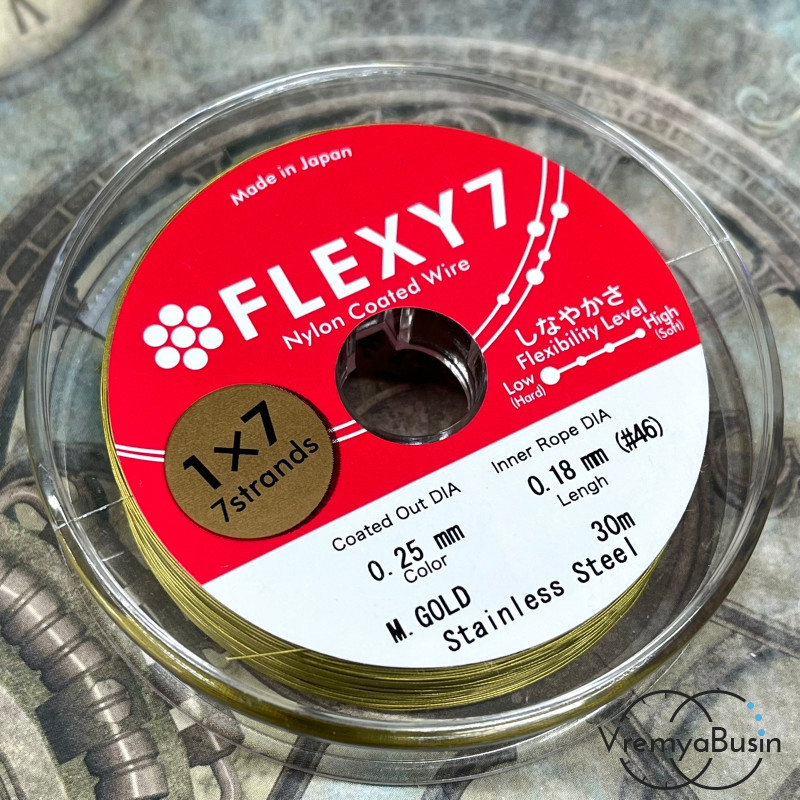 Made in Japan
FLEXY7
Nylon Coated Wire
しなやかさ
Flexibility Level
Low
(Hard)
High
(Soft)
1×7
7strands
Coated Out DIA
0.25 mm
Inner Rope DIA
0.18 mm (#46)
Color
M.GOLD
Lengh
30m
Stainless Steel
VremyaBusin